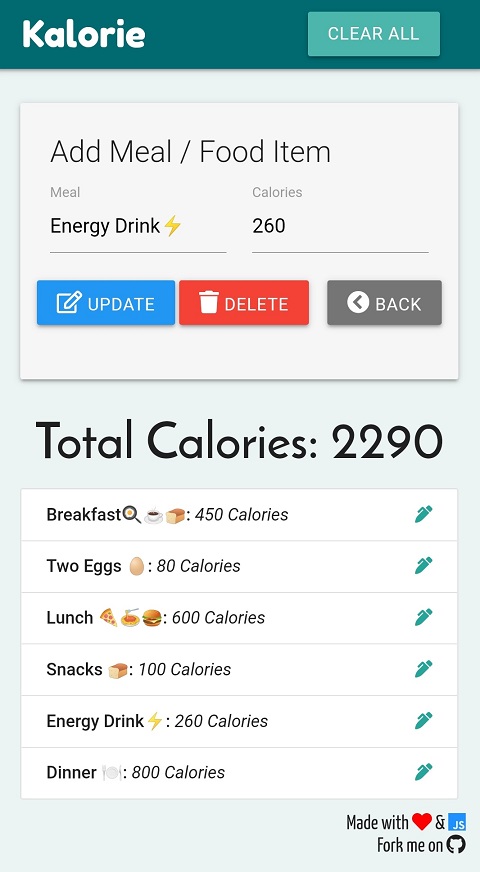 Kalorie
CLEAR ALL
Add Meal / Food Item
Meal
Calories
Energy Drink⚡
260
UPDATE
DELETE
BACK
Total Calories: 2290
Breakfast🍳☕🍞: 450 Calories
Two Eggs 🥚: 80 Calories
Lunch 🍕🍝🍔: 600 Calories
Snacks 🍞: 100 Calories
Energy Drink⚡: 260 Calories
Dinner 🍽️: 800 Calories
Made with ❤ & JS
Fork me on